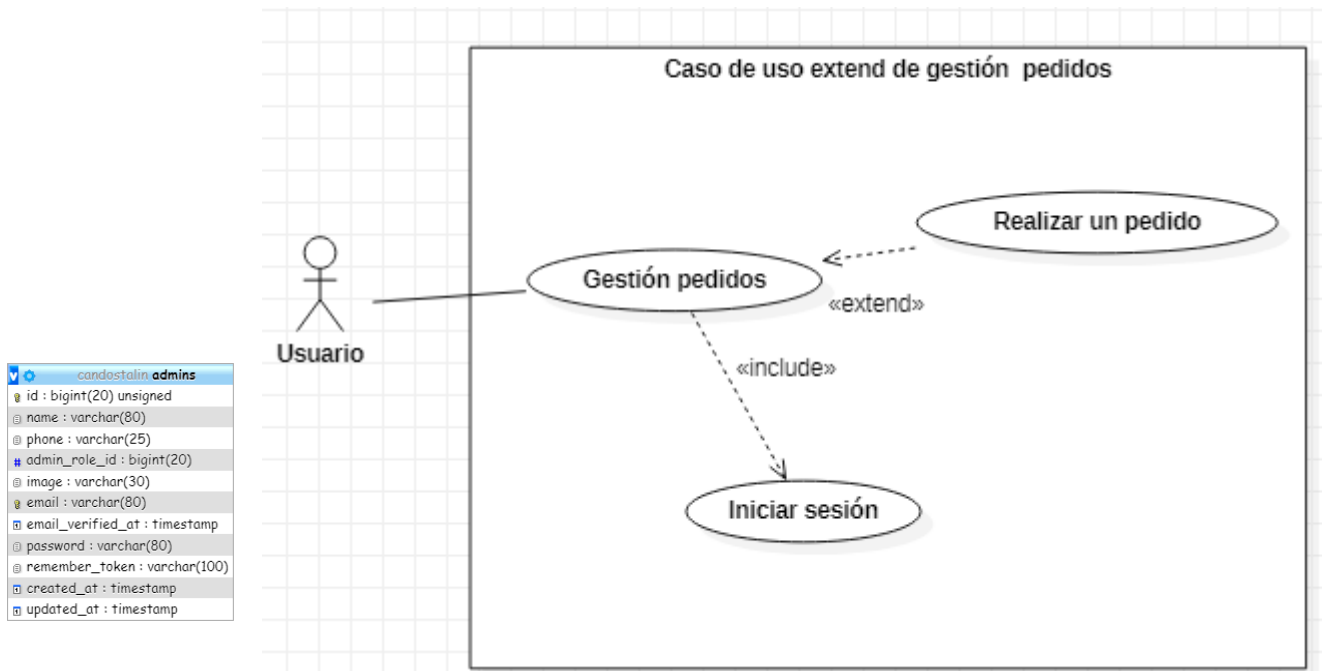 Caso de uso extend de gestión pedidos
Realizar un pedido
Gestión pedidos
«extend»
Usuario
«include»
Iniciar sesión
candostalin admins
id : bigint(20) unsigned
name : varchar(80)
phone : varchar(25)
# admin_role_id : bigint(20)
image : varchar(30)
email : varchar(80)
email_verified_at : timestamp
password : varchar(80)
remember_token : varchar(100)
created_at : timestamp
updated_at : timestamp